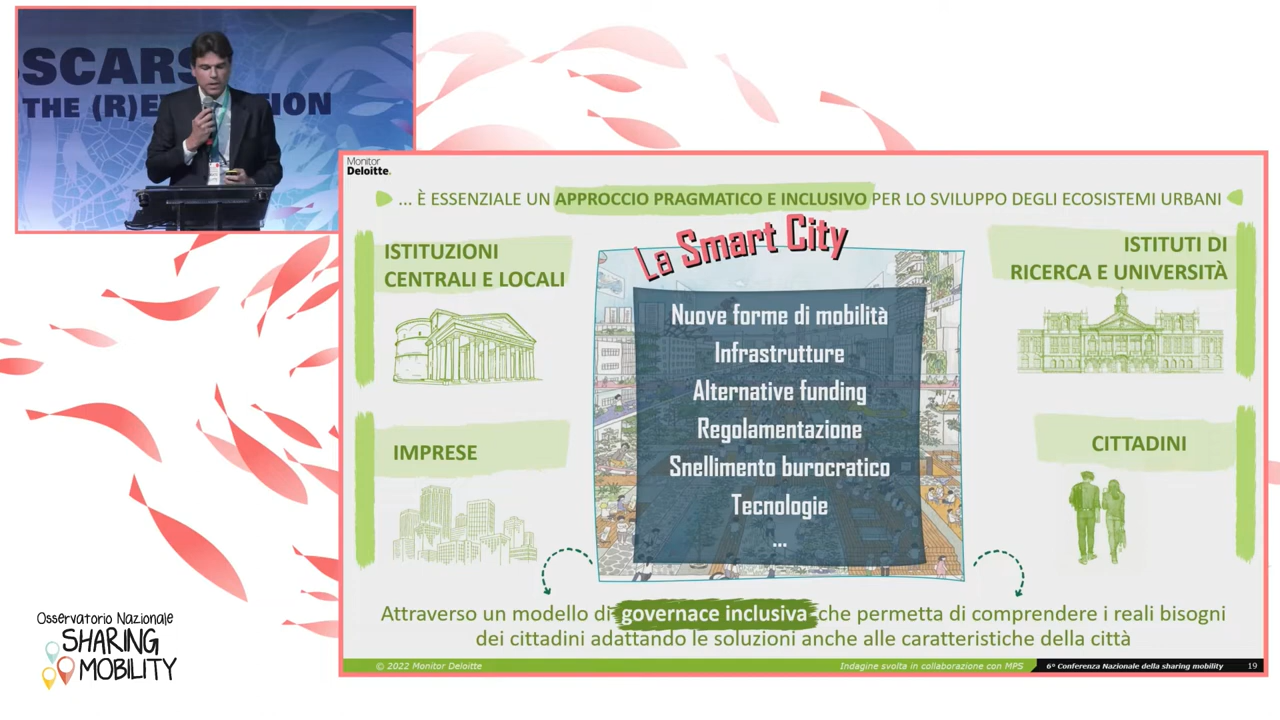 SCARS
THE (R)E
ION
Monitor
Deloitte.
... È ESSENZIALE UN APPROCCIO PRAGMATICO E INCLUSIVO PER LO SVILUPPO DEGLI ECOSISTEMI URBANI
La Smart City
ISTITUZIONI
CENTRALI E LOCALI
ISTITUTI DI
RICERCA E UNIVERSITÀ
Nuove forme di mobilità
Infrastrutture
Alternative funding
Regolamentazione
Snellimento burocratico
Tecnologie
...
IMPRESE
CITTADINI
Attraverso un modello di governace inclusiva che permetta di comprendere i reali bisogni
dei cittadini adattando le soluzioni anche alle caratteristiche della città
© 2022 Monitor Deloitte
Indagine svolta in collaborazione con MPS
6° Conferenza Nazionale della sharing mobility
19
Osservatorio Nazionale
SHARING
MOBILITY